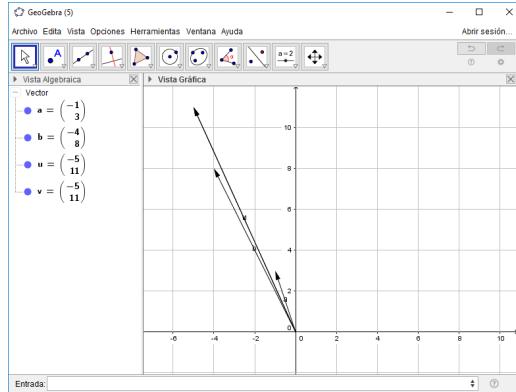 GeoGebra (5)
Archivo Edita Vista Opciones Herramientas Ventana Ayuda Abrir sesión...
A a=2
Vista Algebraica
Vista Gráfica
Vector
a = (−1 3)
b = (−4 8)
u = (−5 11)
v = (−5 11)
10
8
6
4
2
0
-6 -4 -2 0 2 4 6 8 10
u
b
a
Entrada: